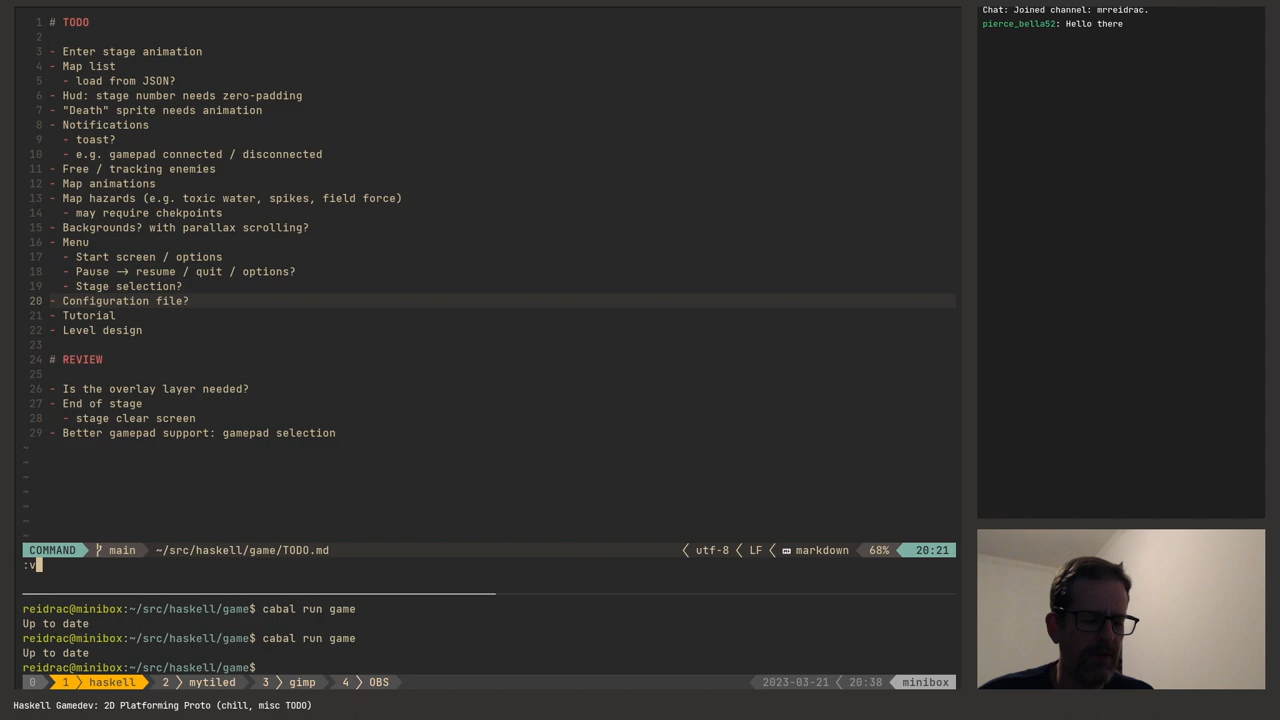 1 # TODO
2
3 - Enter stage animation
4 - Map list
5 - load from JSON?
6 - Hud: stage number needs zero-padding
7 - "Death" sprite needs animation
8 - Notifications
9 - toast?
10 - e.g. gamepad connected / disconnected
11 - Free / tracking enemies
12 - Map animations
13 - Map hazards (e.g. toxic water, spikes, field force)
14 - may require chekpoints
15 - Backgrounds? with parallax scrolling?
16 - Menu
17 - Start screen / options
18 - Pause → resume / quit / options?
19 - Stage selection?
20 - Configuration file?
21 - Tutorial
22 - Level design
23
24 # REVIEW
25
26 - Is the overlay layer needed?
27 - End of stage
28 - stage clear screen
29 - Better gamepad support: gamepad selection
~
~
~
~
~
~
~
COMMAND main ~/src/haskell/game/TODO.md utf-8 LF markdown 68% 20:21
:v
reidrac@minibox:~/src/haskell/game$ cabal run game
Up to date
reidrac@minibox:~/src/haskell/game$ cabal run game
Up to date
reidrac@minibox:~/src/haskell/game$
0 1 haskell 2 mytiled 3 gimp 4 OBS 2023-03-21 20:38 minibox
Haskell Gamedev: 2D Platforming Proto (chill, misc TODO)
Chat: Joined channel: mrreidrac.
pierce_bella52: Hello there